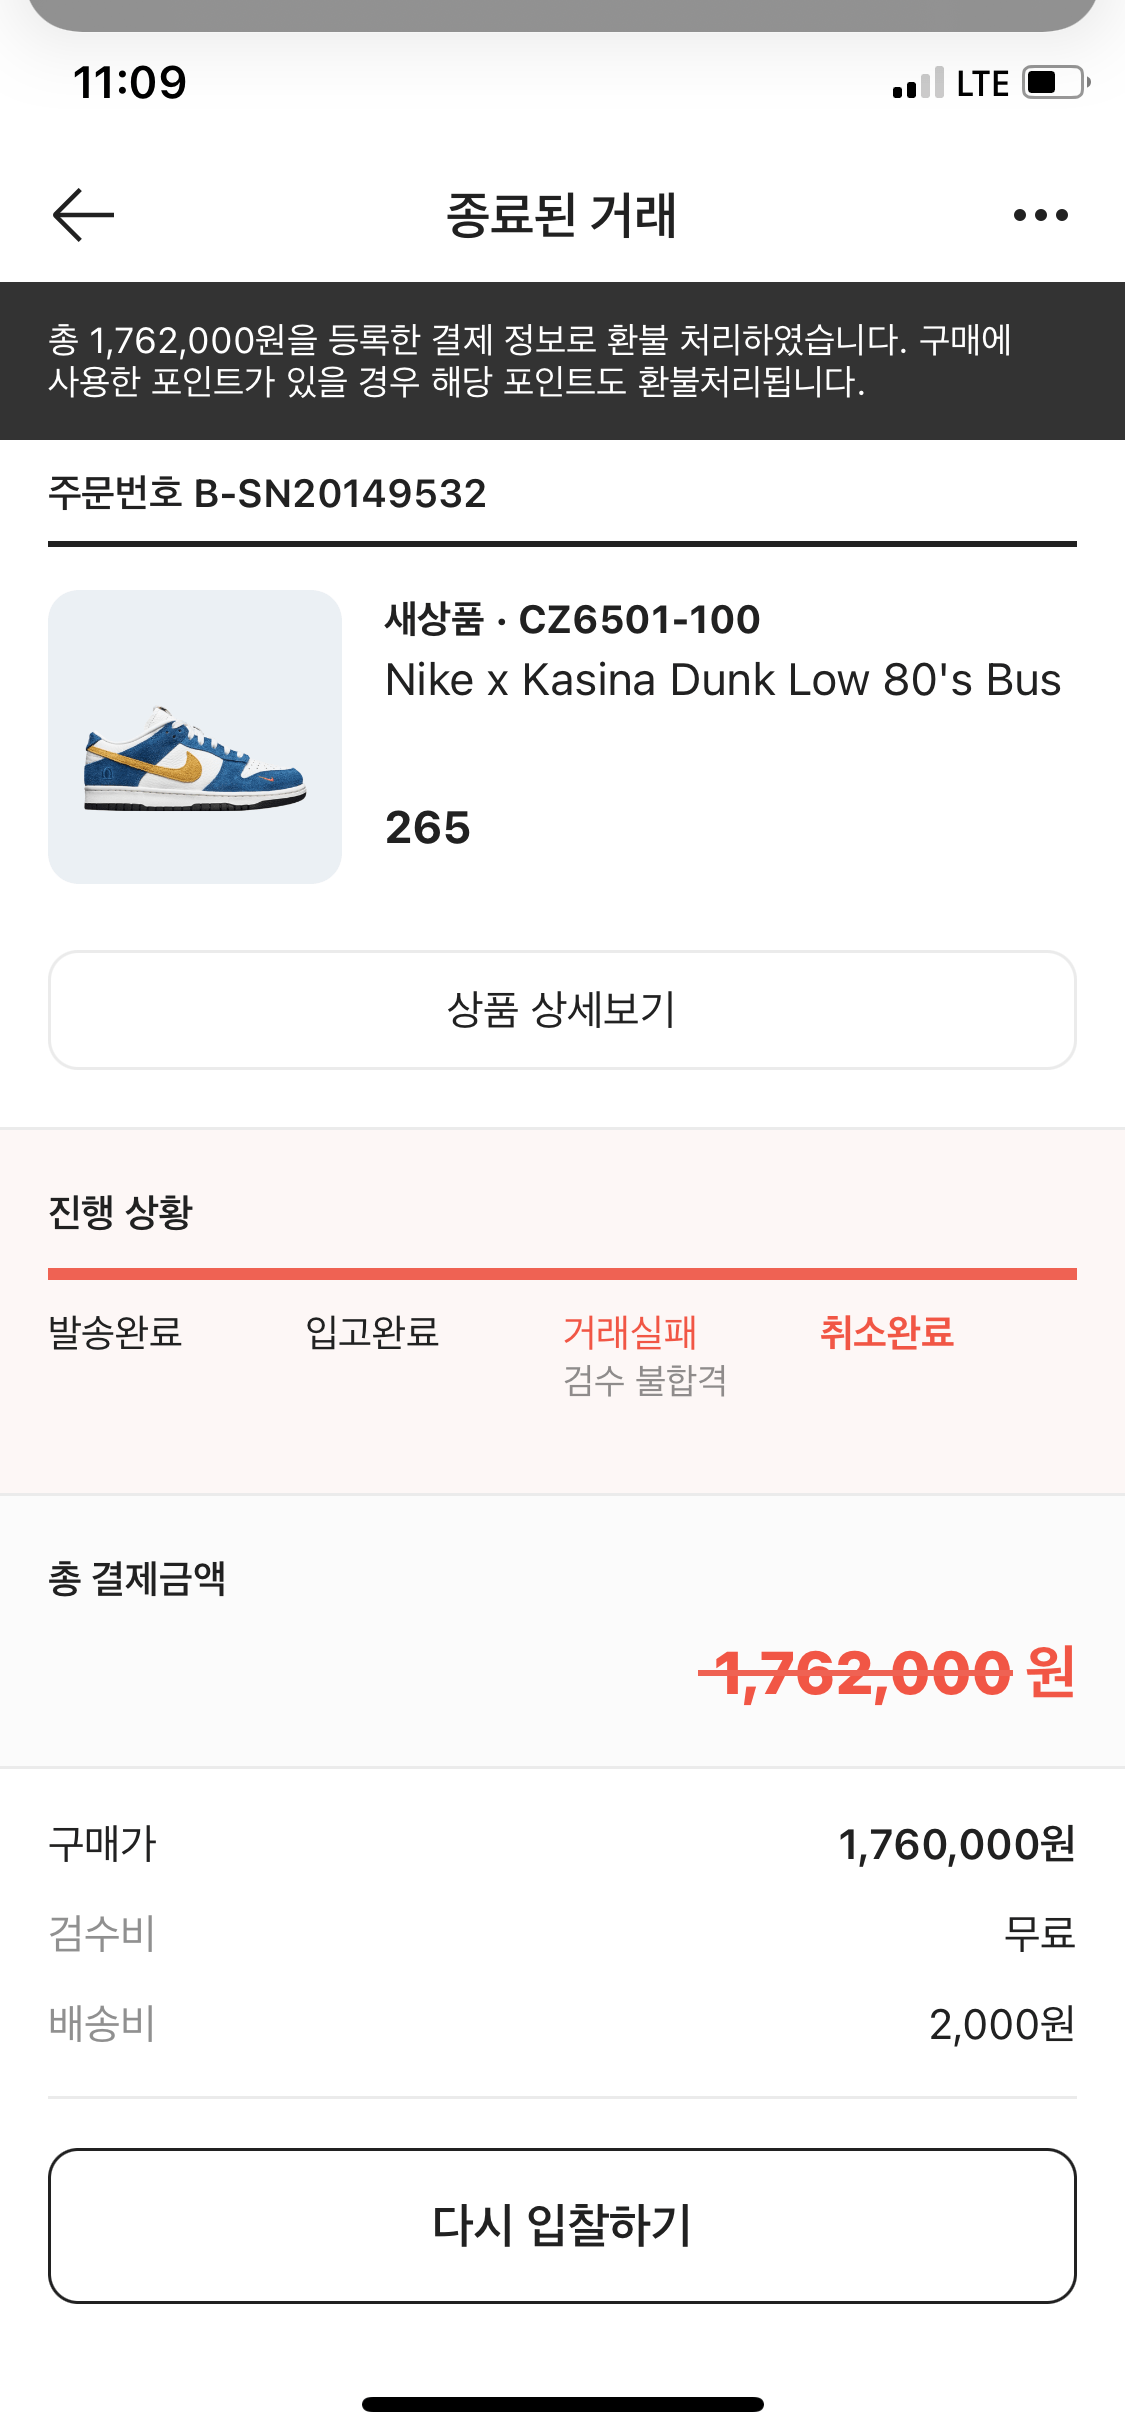 11:09
LTE
종료된 거래
총 1,762,000원을 등록한 결제 정보로 환불 처리하였습니다. 구매에
사용한 포인트가 있을 경우 해당 포인트도 환불처리됩니다.
주문번호 B-SN20149532
새상품 · CZ6501-100
Nike x Kasina Dunk Low 80's Bus
265
상품 상세보기
진행 상황
발송완료 입고완료 거래실패 취소완료
검수 불합격
총 결제금액
1,762,000 원
구매가 1,760,000원
검수비 무료
배송비 2,000원
다시 입찰하기